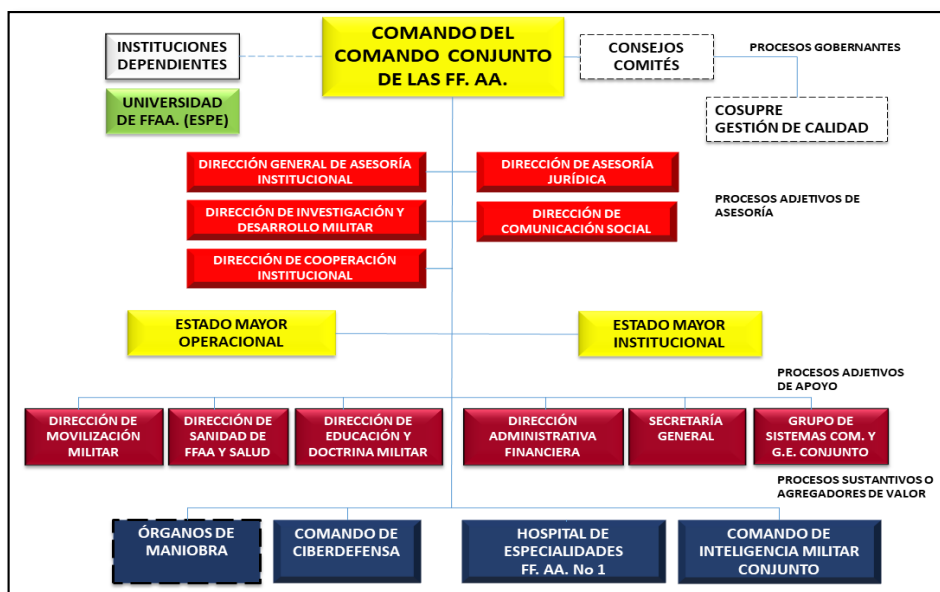 COMANDO DEL
COMANDO CONJUNTO
DE LAS FF. AA.
INSTITUCIONES
DEPENDIENTES
CONSEJOS
COMITÉS
PROCESOS GOBERNANTES
UNIVERSIDAD
DE FFAA. (ESPE)
COSUPRE
GESTIÓN DE CALIDAD
DIRECCIÓN GENERAL DE ASESORÍA
INSTITUCIONAL
DIRECCIÓN DE ASESORÍA
JURÍDICA
DIRECCIÓN DE INVESTIGACIÓN Y
DESARROLLO MILITAR
DIRECCIÓN DE
COMUNICACIÓN SOCIAL
PROCESOS ADJETIVOS DE
ASESORÍA
DIRECCIÓN DE COOPERACIÓN
INSTITUCIONAL
ESTADO MAYOR
OPERACIONAL
ESTADO MAYOR
INSTITUCIONAL
PROCESOS ADJETIVOS
DE APOYO
DIRECCIÓN DE
MOVILIZACIÓN
MILITAR
DIRECCIÓN DE
SANIDAD DE
FFAA Y SALUD
DIRECCIÓN DE
EDUCACIÓN Y
DOCTRINA MILITAR
DIRECCIÓN
ADMINISTRATIVA
FINANCIERA
SECRETARÍA
GENERAL
GRUPO DE
SISTEMAS COM. Y
G.E. CONJUNTO
PROCESOS SUSTANTIVOS O
AGREGADORES DE VALOR
ÓRGANOS DE
MANIOBRA
COMANDO DE
CIBERDEFENSA
HOSPITAL DE
ESPECIALIDADES
FF. AA. No 1
COMANDO DE
INTELIGENCIA MILITAR
CONJUNTO